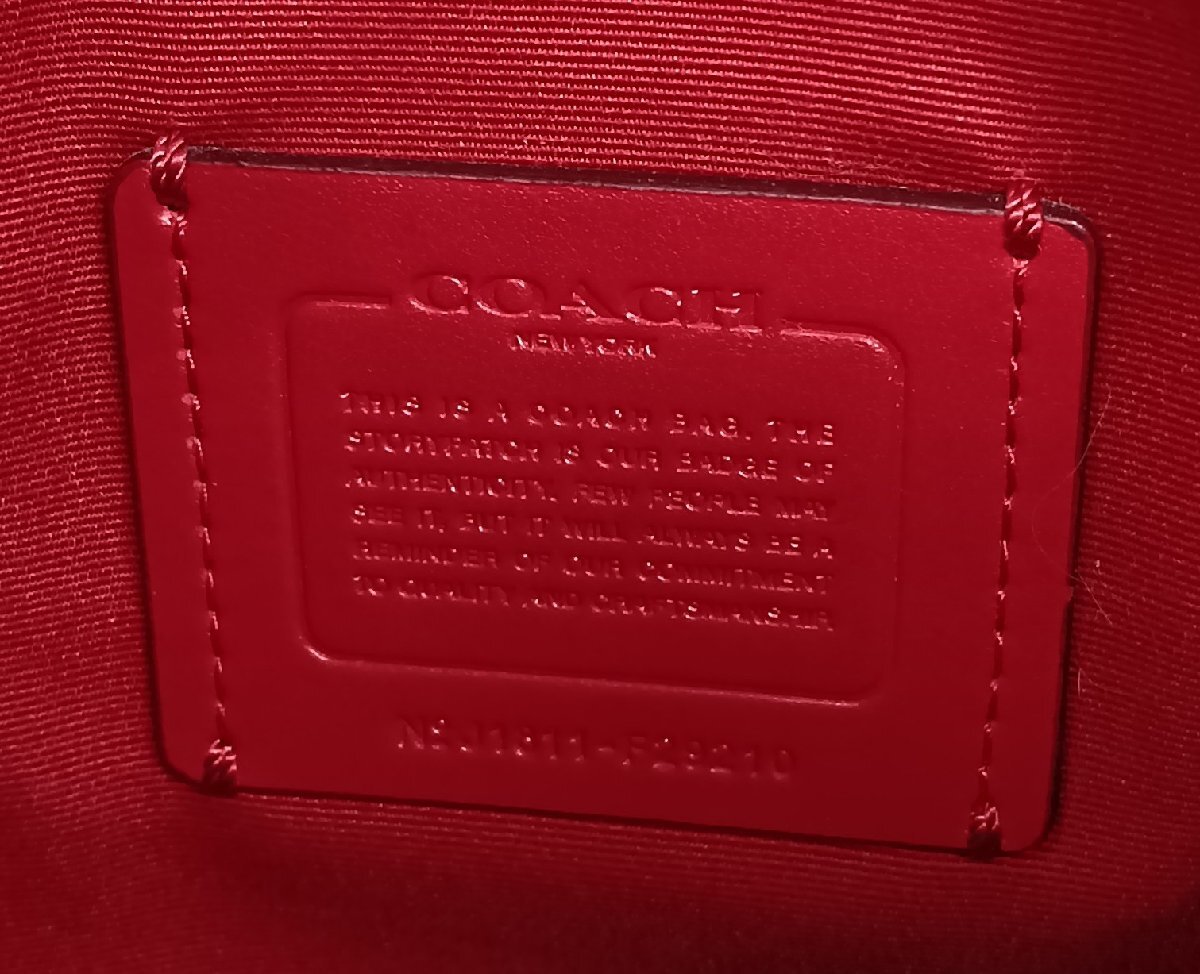 COACH
NEW YORK
THIS IS A COACH BAG. THE
STORYPATCH IS OUR BADGE OF
AUTHENTICITY. FEW PEOPLE MAY
SEE IT, BUT IT WILL ALWAYS BE A
REMINDER OF OUR COMMITMENT
TO QUALITY AND CRAFTSMANSHIP.